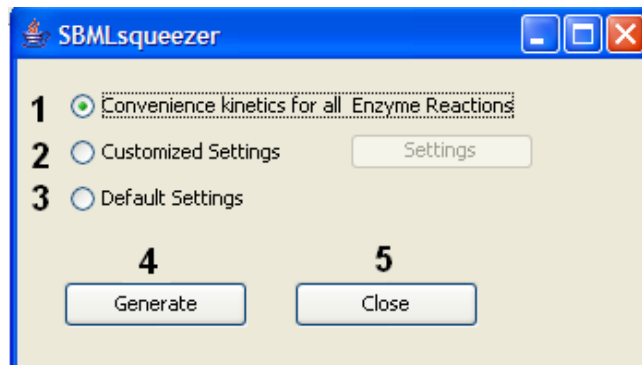 SBMLsqueezer
1 Convenience kinetics for all Enzyme Reactions
2 Customized Settings Settings
3 Default Settings
4 5
Generate Close